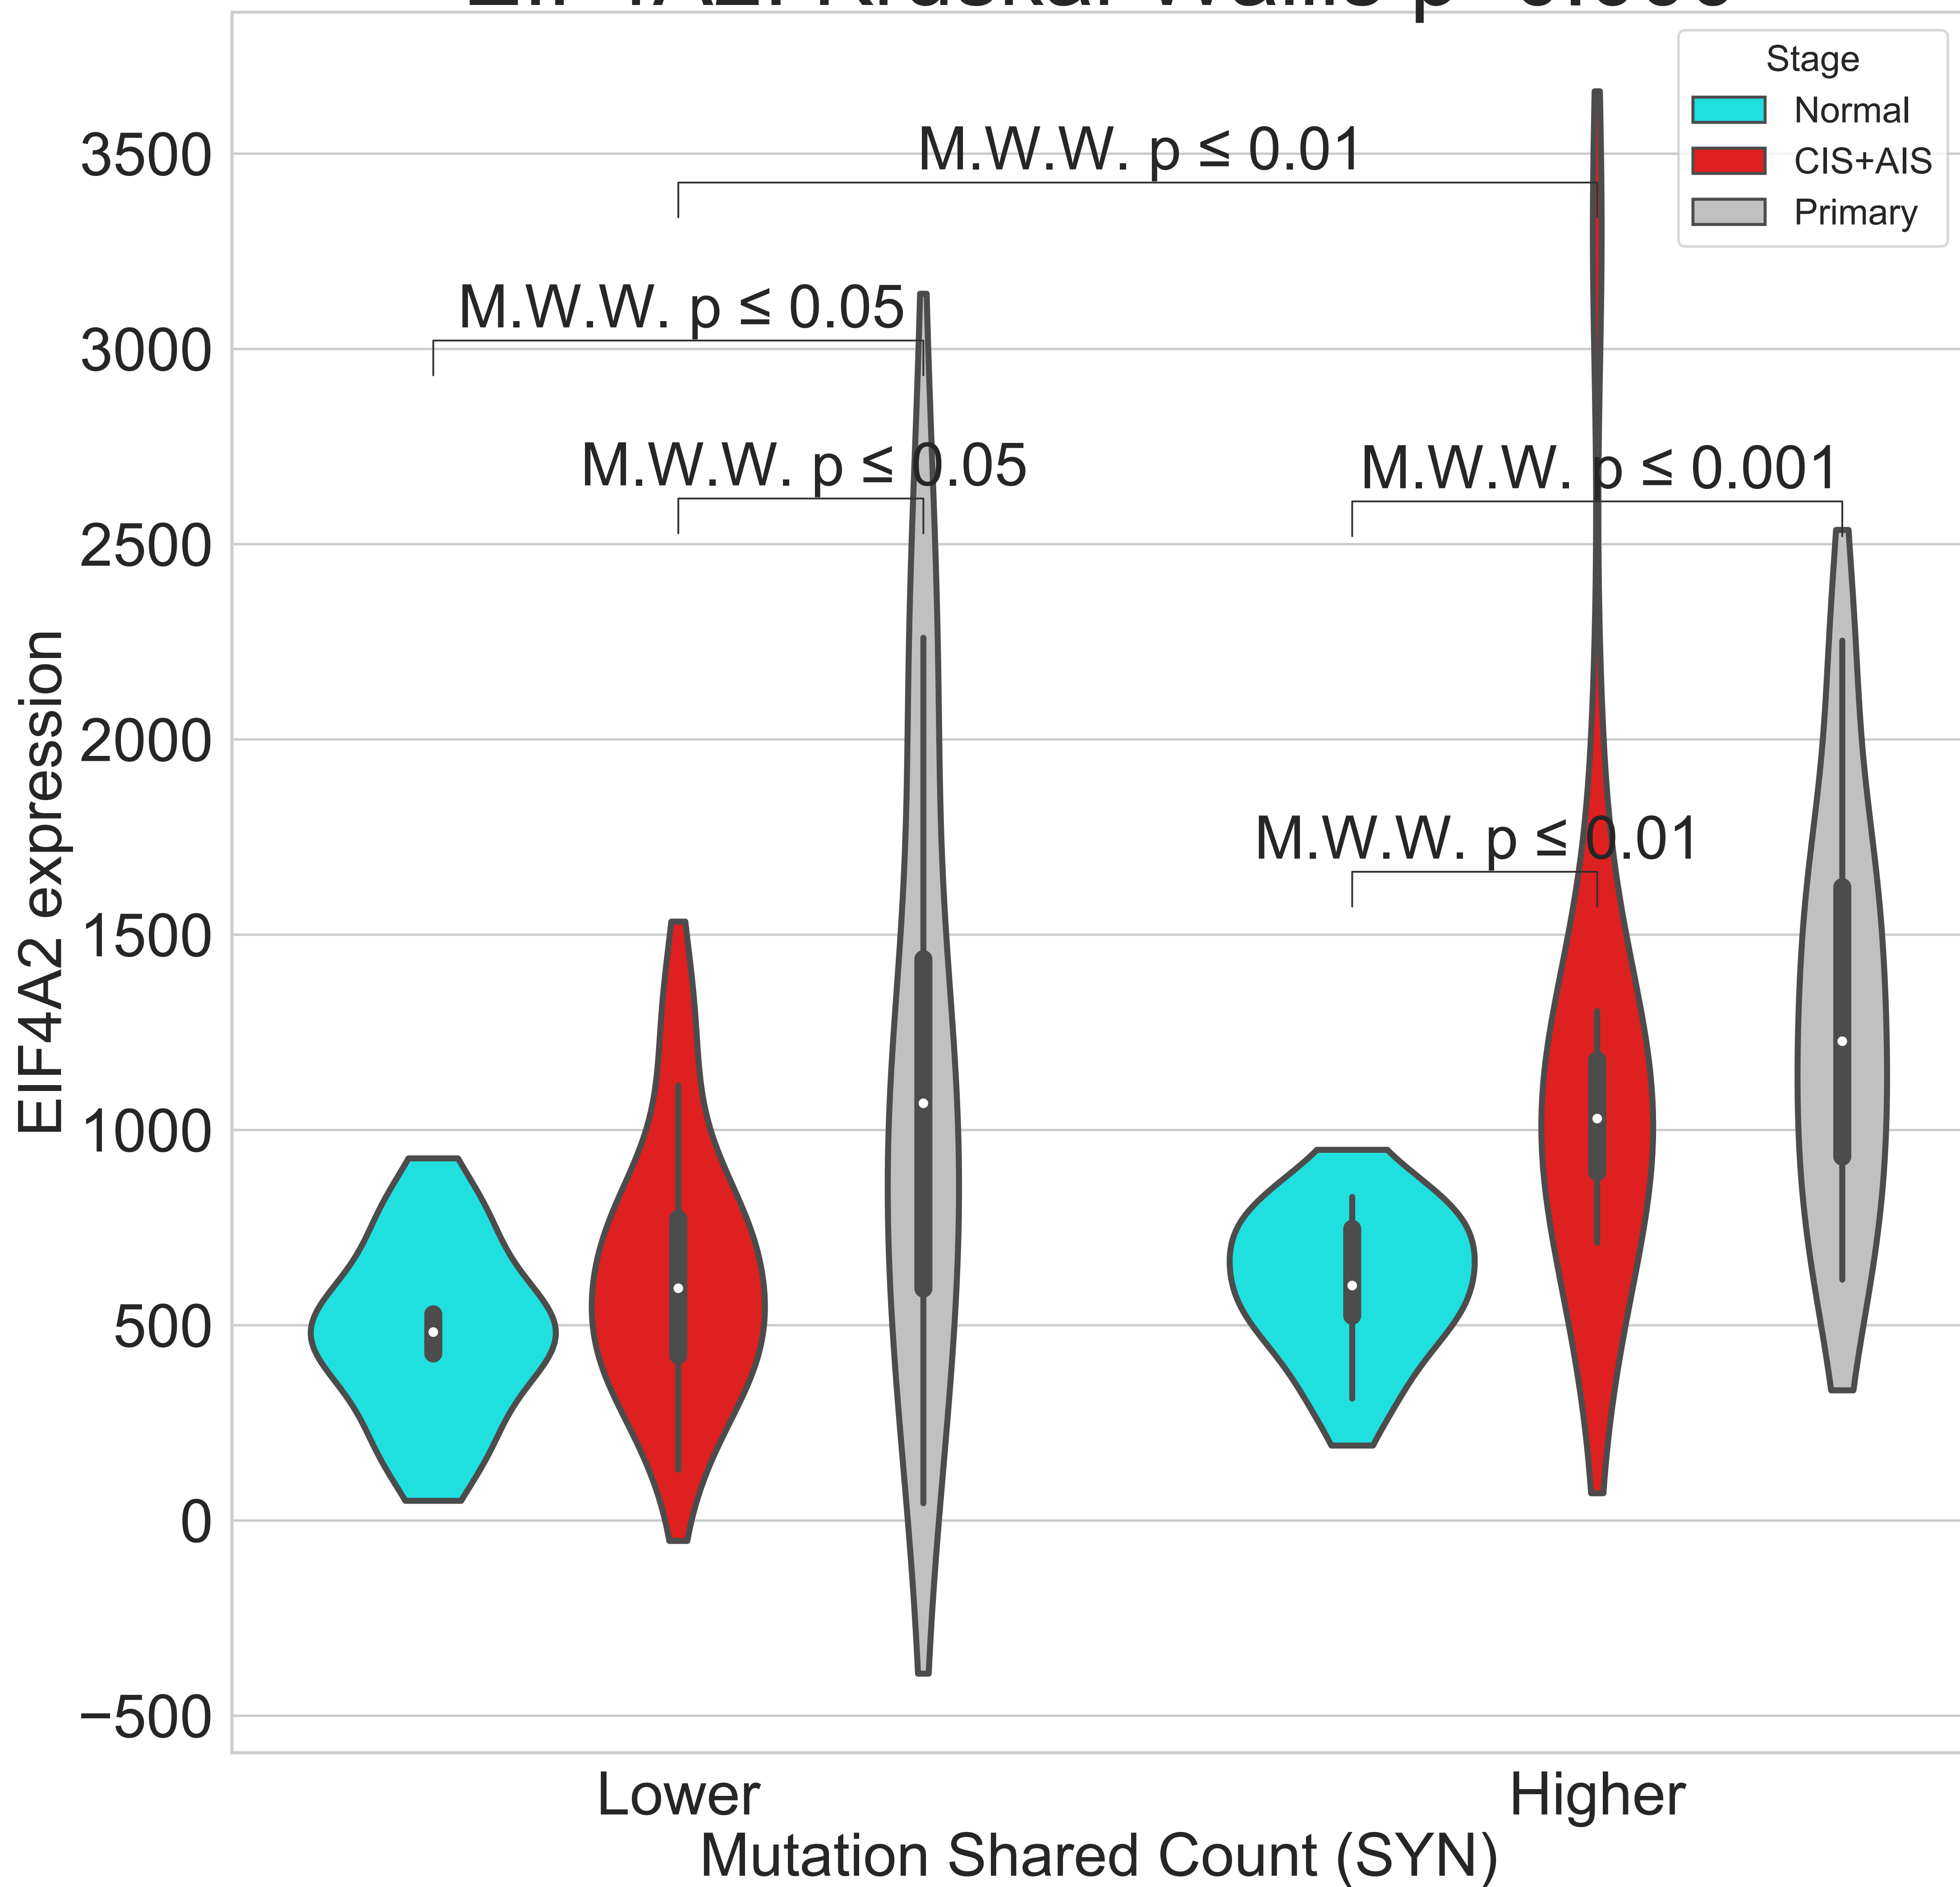 Stage
Normal
CIS+AIS
Primary
M.W.W. p ≤ 0.01
M.W.W. p ≤ 0.05
M.W.W. p ≤ 0.05
M.W.W. p ≤ 0.001
M.W.W. p ≤ 0.01
3500
3000
2500
2000
1500
1000
500
0
−500
EIF4A2 expression
Lower
Higher
Mutation Shared Count (SYN)